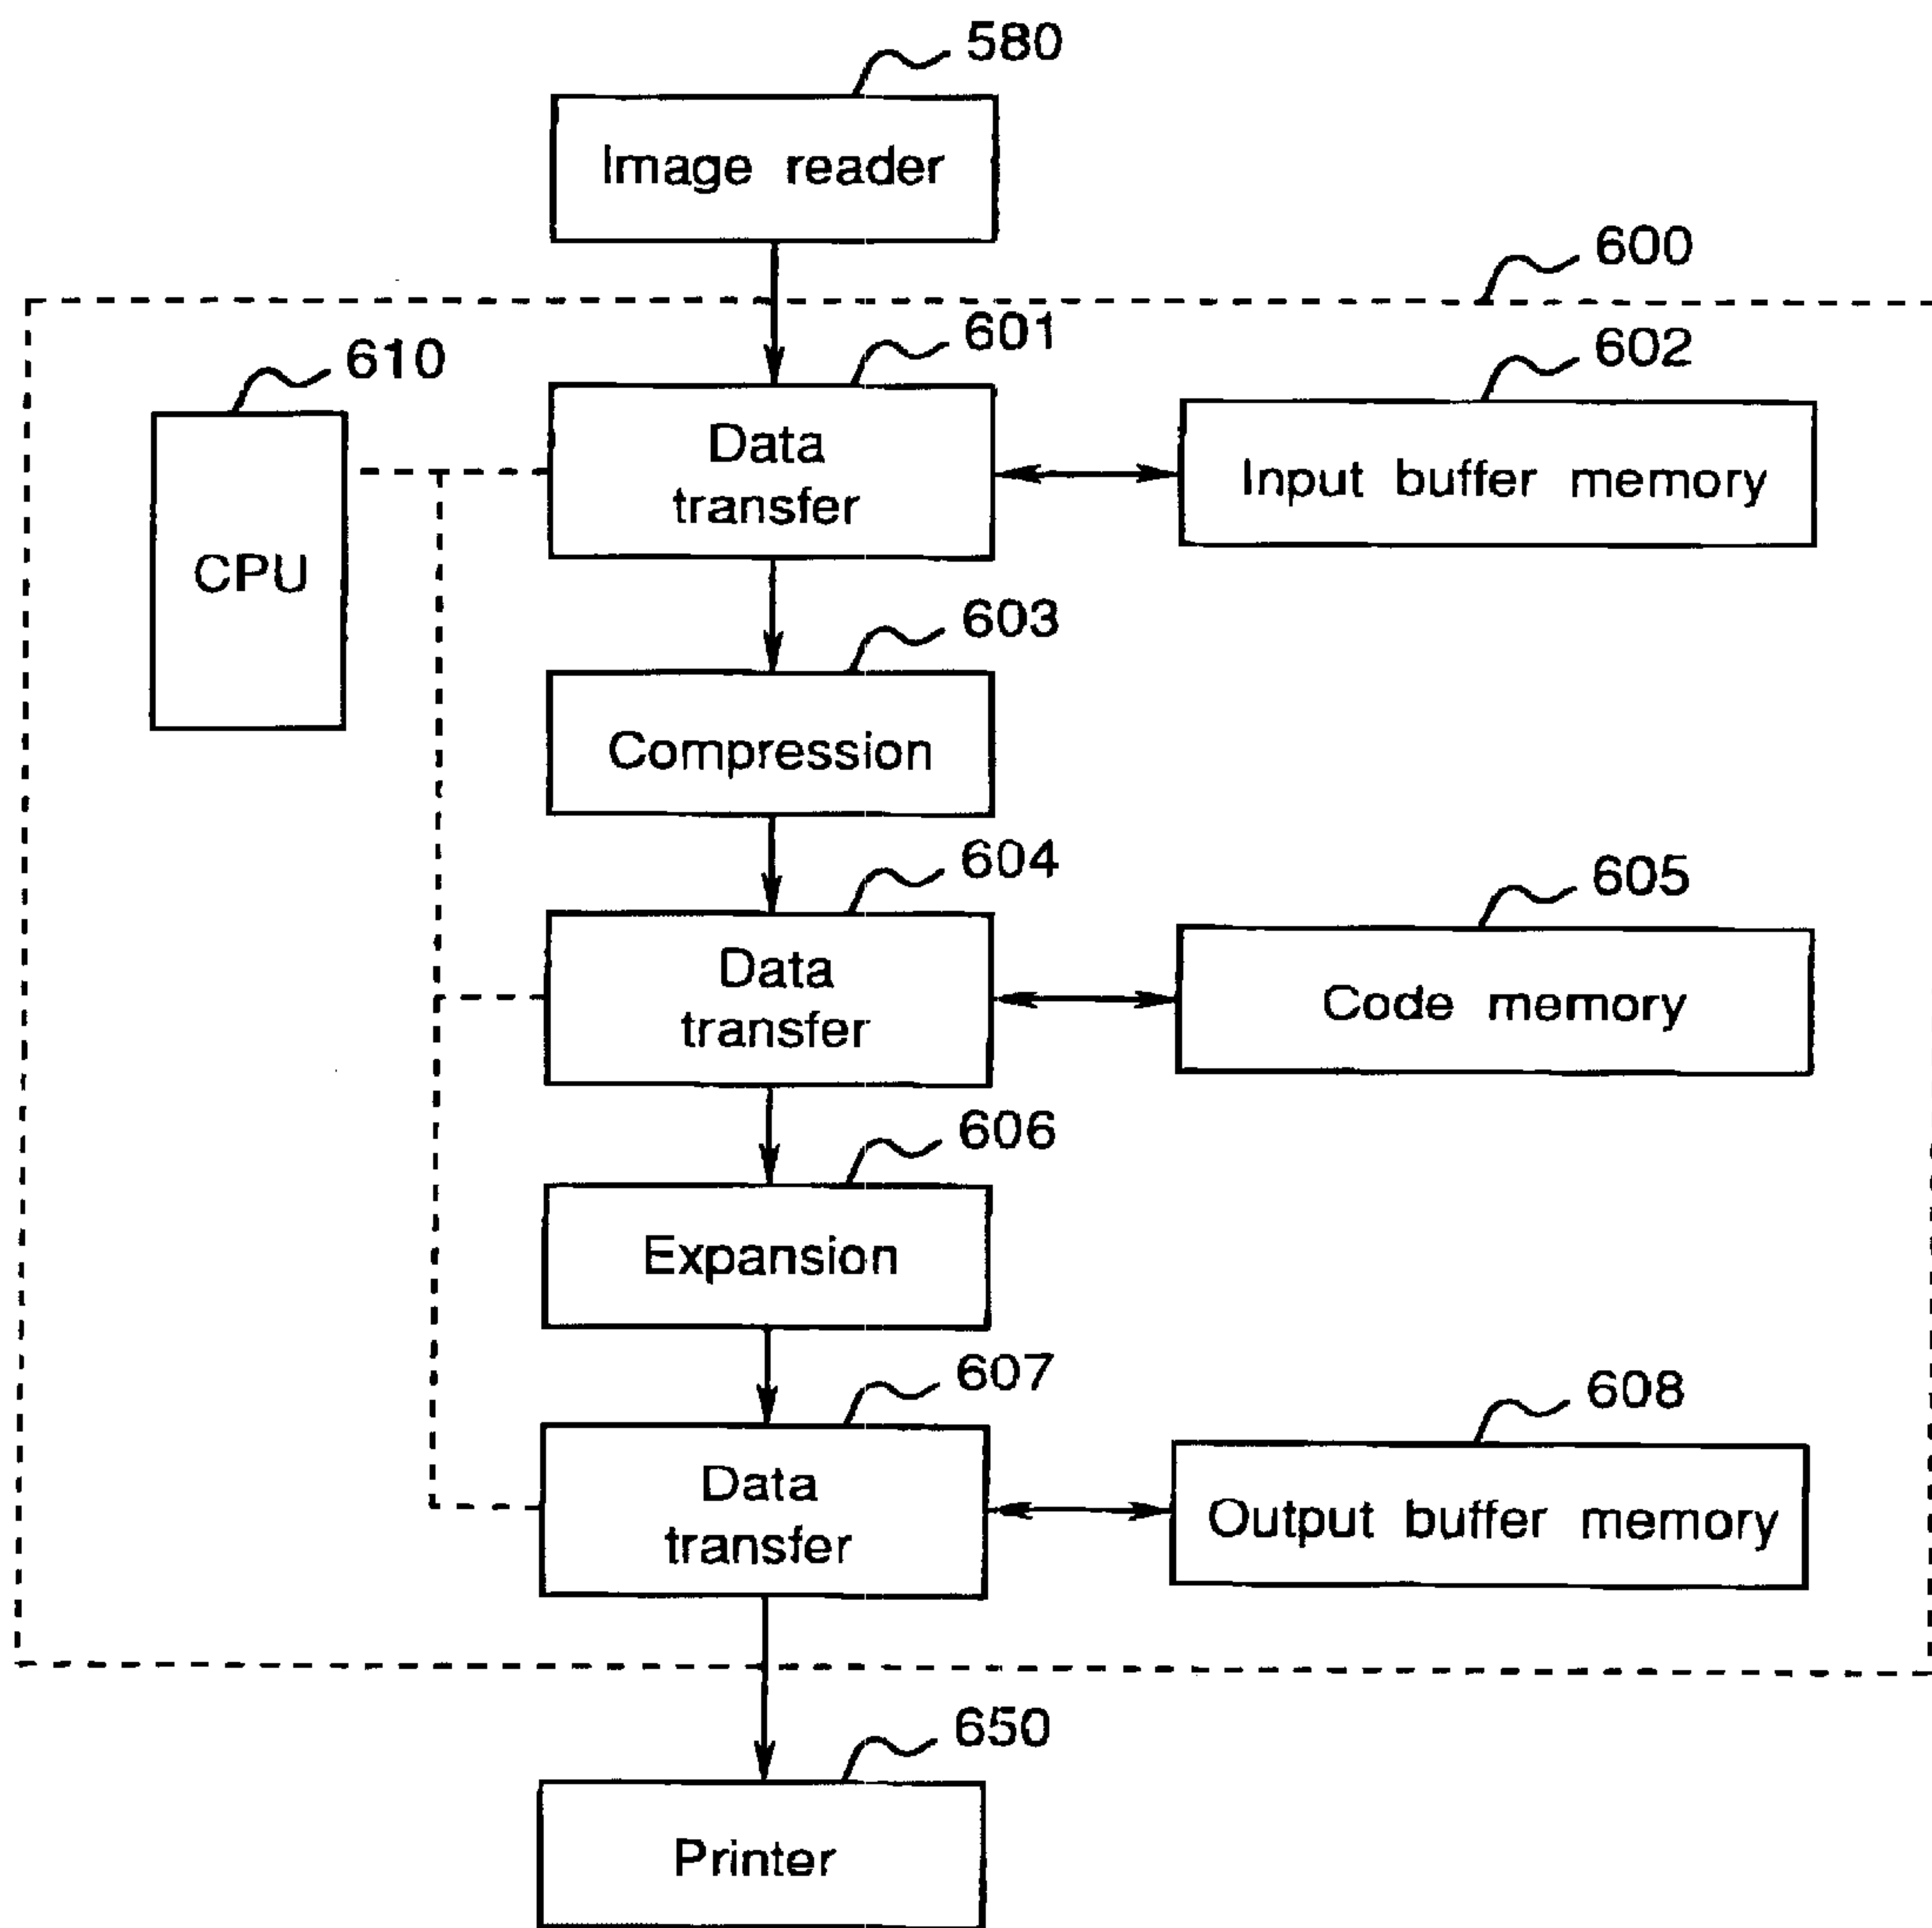 580
Image reader
600
601
610
602
Data
transfer
Input buffer memory
CPU
603
Compression
604
605
Data
transfer
Code memory
606
Expansion
607
608
Data
transfer
Output buffer memory
650
Printer